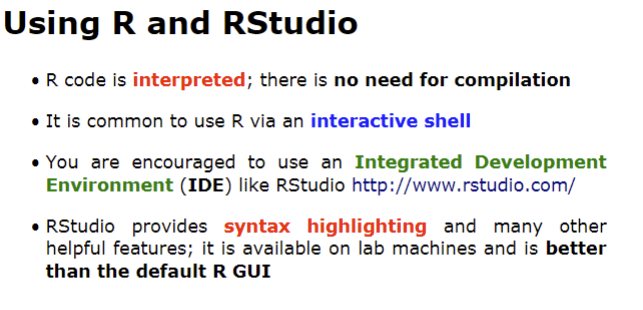 Using R and RStudio
• R code is interpreted; there is no need for compilation
• It is common to use R via an interactive shell
• You are encouraged to use an Integrated Development
Environment (IDE) like RStudio http://www.rstudio.com/
• RStudio provides syntax highlighting and many other
helpful features; it is available on lab machines and is better
than the default R GUI